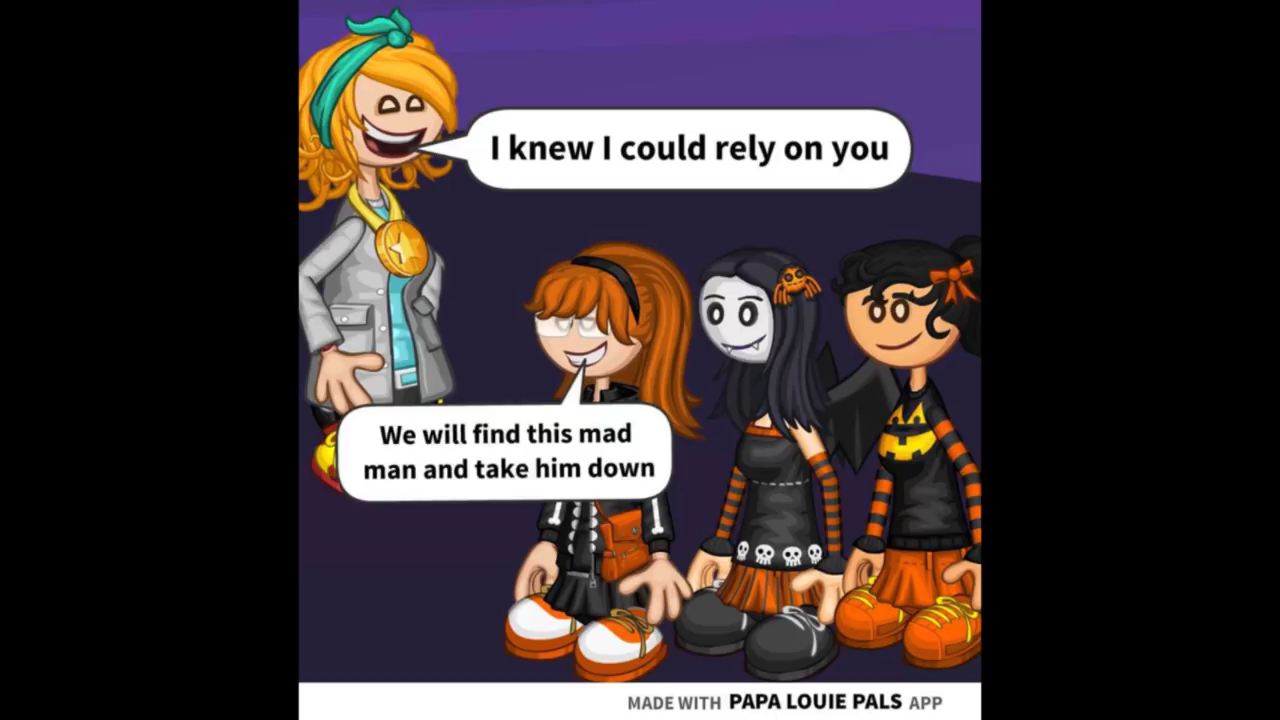 I knew I could rely on you
We will find this mad
man and take him down
MADE WITH PAPA LOUIE PALS APP